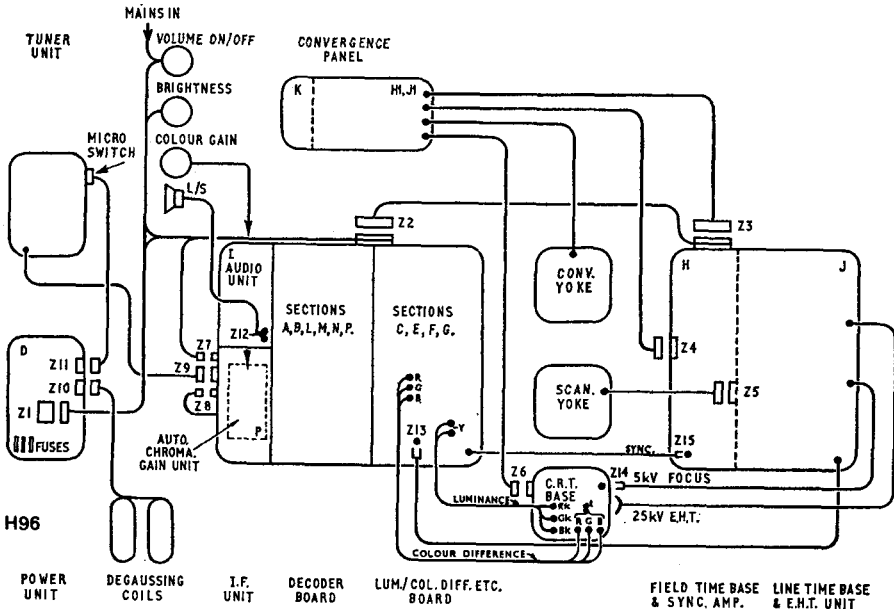 MAINS IN
TUNER
UNIT
VOLUME ON/OFF
CONVERGENCE
PANEL
BRIGHTNESS
K
H1, J1
MICRO
SWITCH
COLOUR GAIN
L/S
Z2
Z3
I
AUDIO
UNIT
SECTIONS
A,B,L,M,N,P.
SECTIONS
C, E, F, G.
CONV.
YOKE
H
J
Z12
Z7
Z9
Z8
Z4
D
Z11
Z10
Z1
FUSES
P
R
G
B
SCAN.
YOKE
Z5
AUTO.
CHROMA.
GAIN UNIT
Z13
Y
SYNC.
Z15
Z6
C.R.T.
BASE
Z14
5kV FOCUS
LUMINANCE
Rk
Gk
Bk
R G B
25kV E.H.T.
H96
COLOUR DIFFERENCE
POWER
UNIT
DEGAUSSING
COILS
I.F.
UNIT
DECODER
BOARD
LUM./COL. DIFF. ETC.
BOARD
FIELD TIME BASE
& SYNC. AMP.
LINE TIME BASE
& E.H.T. UNIT